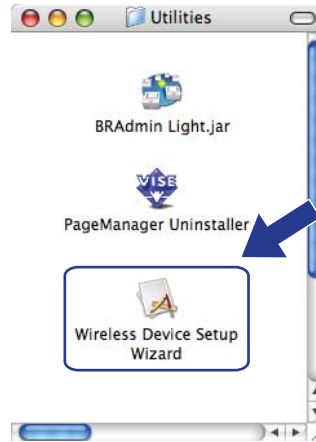 Utilities
BRAdmin Light.jar
VISE
PageManager Uninstaller
Wireless Device Setup
Wizard